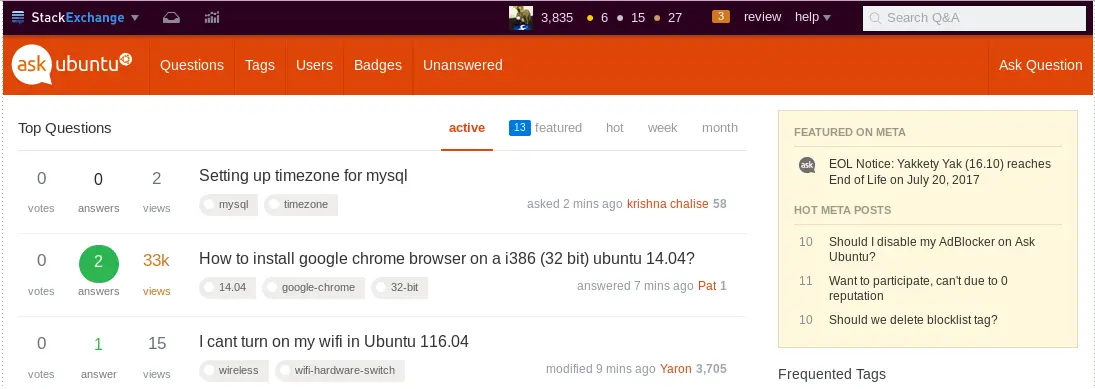 StackExchange 3,835 6 15 27 3 review help Search Q&A
ask ubuntu Questions Tags Users Badges Unanswered Ask Question
Top Questions active 13 featured hot week month
0 0 2 Setting up timezone for mysql
votes answers views mysql timezone asked 2 mins ago krishna chalise 58
0 2 33k How to install google chrome browser on a i386 (32 bit) ubuntu 14.04?
votes answers views 14.04 google-chrome 32-bit answered 7 mins ago Pat 1
0 1 15 I cant turn on my wifi in Ubuntu 116.04
votes answer views wireless wifi-hardware-switch modified 9 mins ago Yaron 3,705
FEATURED ON META
ask EOL Notice: Yakkety Yak (16.10) reaches
End of Life on July 20, 2017
HOT META POSTS
10 Should I disable my AdBlocker on Ask
Ubuntu?
11 Want to participate, can't due to 0
reputation
10 Should we delete blocklist tag?
Frequented Tags